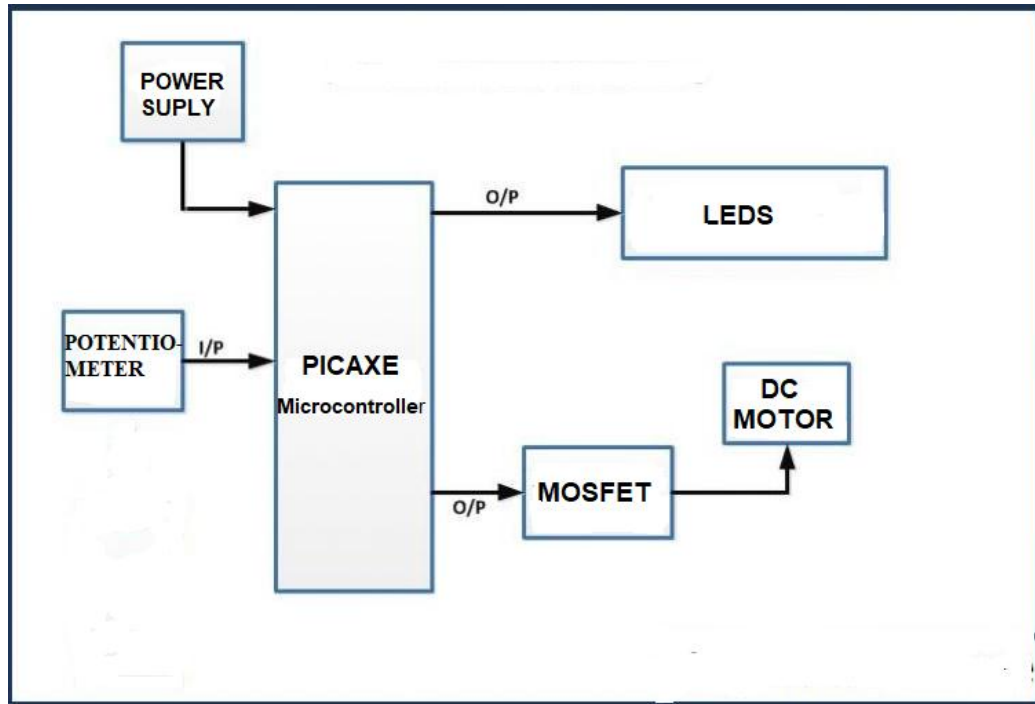 POWER
SUPLY
O/P
LEDS
POTENTIO-
METER
I/P
PICAXE
Microcontroller
DC
MOTOR
O/P
MOSFET